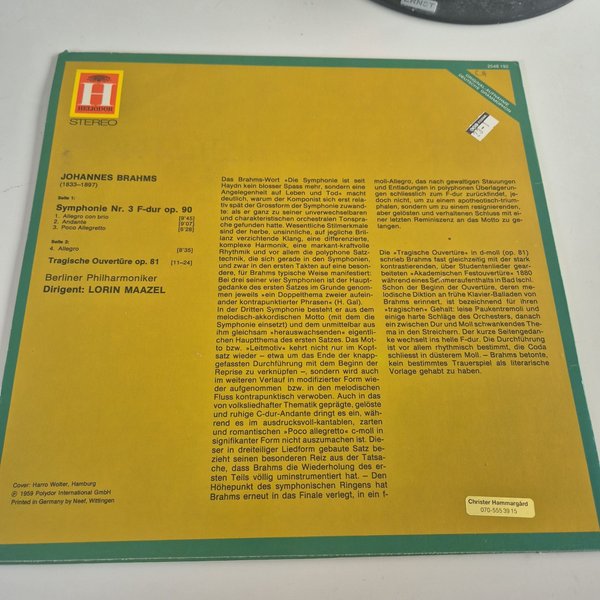 ERNET
2548 192
ORIGINALAUFNAHME
DEUTSCHE GRAMMOPHON
H
HELIODOR
STEREO
JOHANNES BRAHMS
(1833–1897)
Seite 1:
Symphonie Nr. 3 F-dur op. 90
1. Allegro con brio [9'45]
2. Andante [9'07]
3. Poco Allegretto [6'28]
Seite 2:
4. Allegro [8'35]
Tragische Ouvertüre op. 81 [11–24]
Berliner Philharmoniker
Dirigent: LORIN MAAZEL
Das Brahms-Wort »Die Symphonie ist seit
Haydn kein blosser Spass mehr, sondern eine
Angelegenheit auf Leben und Tod« macht
deutlich, warum der Komponist sich erst rela-
tiv spät der Grossform der Symphonie zuwand-
te: als er ganz zu seiner unverwechselbaren
und charakteristischen orchestralen Tonspra-
che gefunden hatte. Wesentliche Stilmerkmale
sind der herbe, unsinnliche, auf jegliche Bril-
lanz verzichtende Klang, eine differenzierte,
komplexe Harmonik, eine markant-kraftvolle
Rhythmik und vor allem die polyphone Satz-
technik, die sich gerade in den Symphonien,
und zwar in den ersten Takten auf eine beson-
dere, für Brahms typische Weise manifestiert:
Bei drei seiner vier Symphonien ist der Haupt-
gedanke des ersten Satzes im Grunde genom-
men jeweils »ein Doppelthema zweier aufein-
ander kontrapunktierter Phrasen« (H. Gal).
In der Dritten Symphonie besteht er aus dem
melodisch-akkordischen Motto (mit dem die
Symphonie einsetzt) und dem unmittelbar aus
ihm gleichsam »herauswachsenden« eigent-
lichen Hauptthema des ersten Satzes. Das Mot-
to bzw. »Leitmotiv« kehrt nicht nur im Kopf-
satz wieder – etwa um das Ende der knapp-
gefassten Durchführung mit dem Beginn der
Reprise zu verknüpfen –, sondern wird auch
im weiteren Verlauf in modifizierter Form wie-
der aufgenommen bzw. in den melodischen
Fluss kontrapunktisch verwoben. Auch in das
von volksliedhafter Thematik geprägte, gelöste
und ruhige C-dur-Andante dringt es ein, wäh-
rend es im ausdrucksvoll-kantablen, zarten
und romantischen »Poco allegretto« c-moll in
signifikanter Form nicht auszumachen ist. Die-
ser in dreiteiliger Liedform gebaute Satz be-
zieht seinen besonderen Reiz aus der Tatsa-
che, dass Brahms die Wiederholung des er-
sten Teils völlig uminstrumentiert hat. – Den
Höhepunkt des symphonischen Ringens hat
Brahms erneut in das Finale verlegt, in ein f-
moll-Allegro, das nach gewaltigen Stauungen
und Entladungen in polyphonen Überlagerun-
gen schliesslich zum F-dur zurückfindet, je-
doch nicht, um zu einem apotheotisch-trium-
phalen, sondern um zu einem resignierenden,
aber gelösten und verhaltenen Schluss mit ei-
ner letzten Reminiszenz an das Motto zu ge-
langen.
Die »Tragische Ouvertüre« in d-moll (op. 81)
schrieb Brahms fast gleichzeitig mit der stark
kontrastierenden, über Studentenlieder gear-
beiteten »Akademischen Festouvertüre« 1880
während eines Sommeraufenthalts in Bad Ischl.
Schon der Beginn der Ouvertüre, deren melo-
dische Diktion an frühe Klavier-Balladen von
Brahms erinnert, ist bezeichnend für ihren
»tragischen« Gehalt: leise Paukentremoli und
einige harte Schläge des Orchesters, danach
ein zwischen Dur und Moll schwankendes The-
ma in den Streichern. Der kurze Seitengedan-
ke wechselt ins helle F-dur. Die Durchführung
ist vor allem rhythmisch bestimmt, die Coda
schliesst in düsterem Moll. – Brahms betonte,
kein bestimmtes Trauerspiel als literarische
Vorlage gehabt zu haben.
Cover: Harro Wolter, Hamburg
℗ 1959 Polydor International GmbH
Printed in Germany by Neef, Wittingen
Christer Hammargård
070-555 39 15